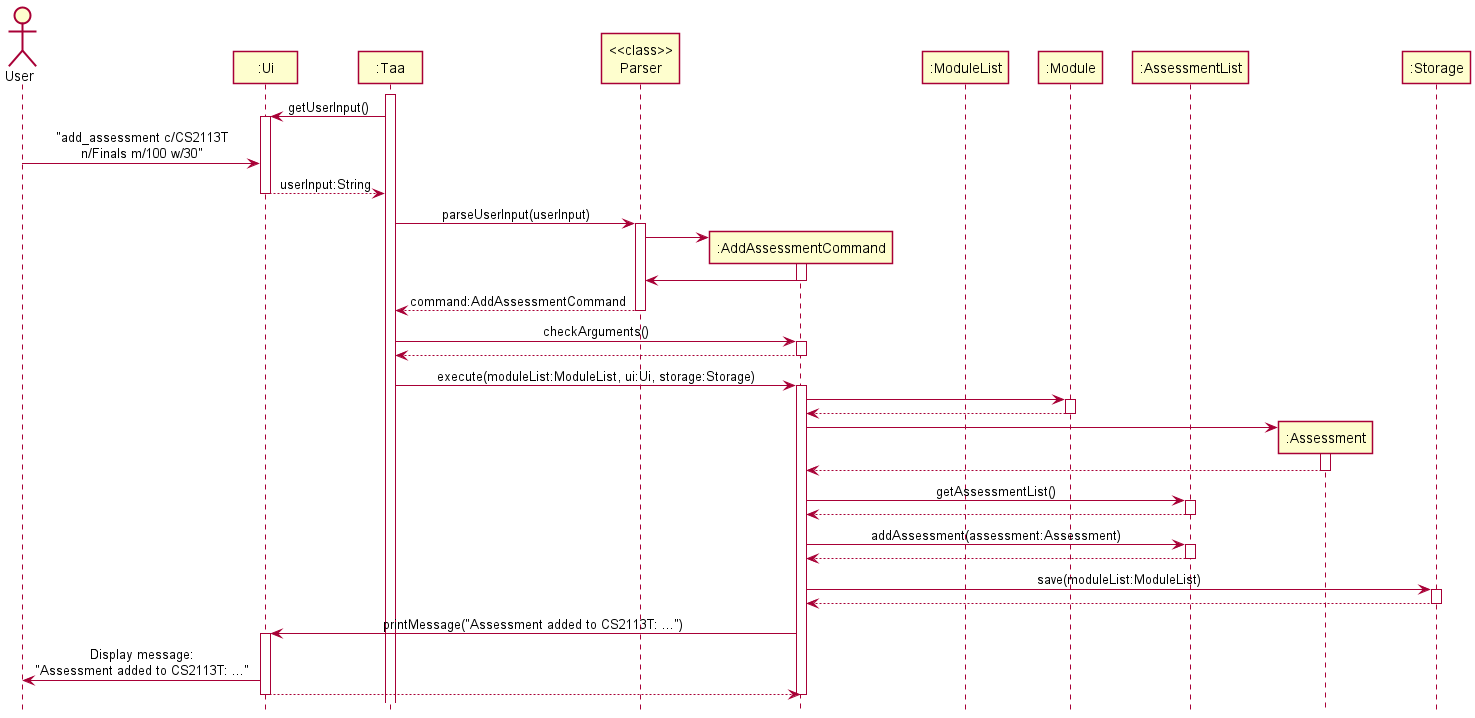 User
:Ui
:Taa
<<class>>
Parser
:ModuleList
:Module
:AssessmentList
:Storage
getUserInput()
"add_assessment c/CS2113T
n/Finals m/100 w/30"
userInput:String
parseUserInput(userInput)
:AddAssessmentCommand
command:AddAssessmentCommand
checkArguments()
execute(moduleList:ModuleList, ui:Ui, storage:Storage)
:Assessment
getAssessmentList()
addAssessment(assessment:Assessment)
save(moduleList:ModuleList)
printMessage("Assessment added to CS2113T: ...")
Display message:
"Assessment added to CS2113T: ..."